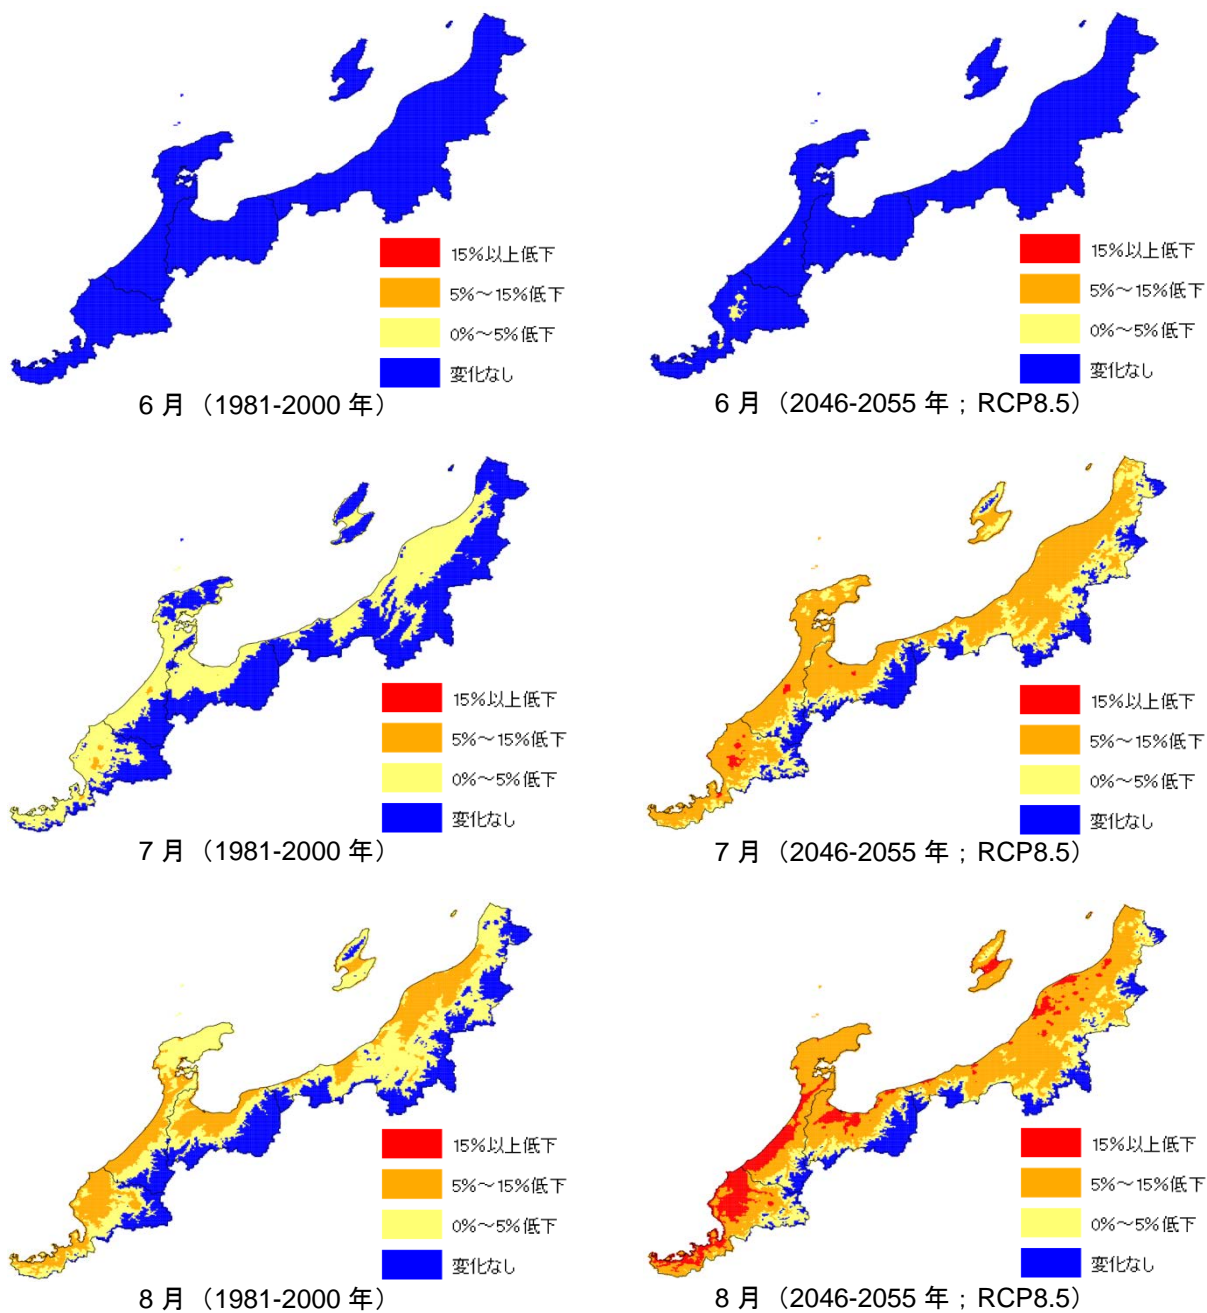 15%以上低下
5%～15%低下
0%～5%低下
変化なし
6 月（1981-2000 年）
15%以上低下
5%～15%低下
0%～5%低下
変化なし
6 月（2046-2055 年；RCP8.5）
15%以上低下
5%～15%低下
0%～5%低下
変化なし
7 月（1981-2000 年）
15%以上低下
5%～15%低下
0%～5%低下
変化なし
7 月（2046-2055 年；RCP8.5）
15%以上低下
5%～15%低下
0%～5%低下
変化なし
8 月（1981-2000 年）
15%以上低下
5%～15%低下
0%～5%低下
変化なし
8 月（2046-2055 年；RCP8.5）